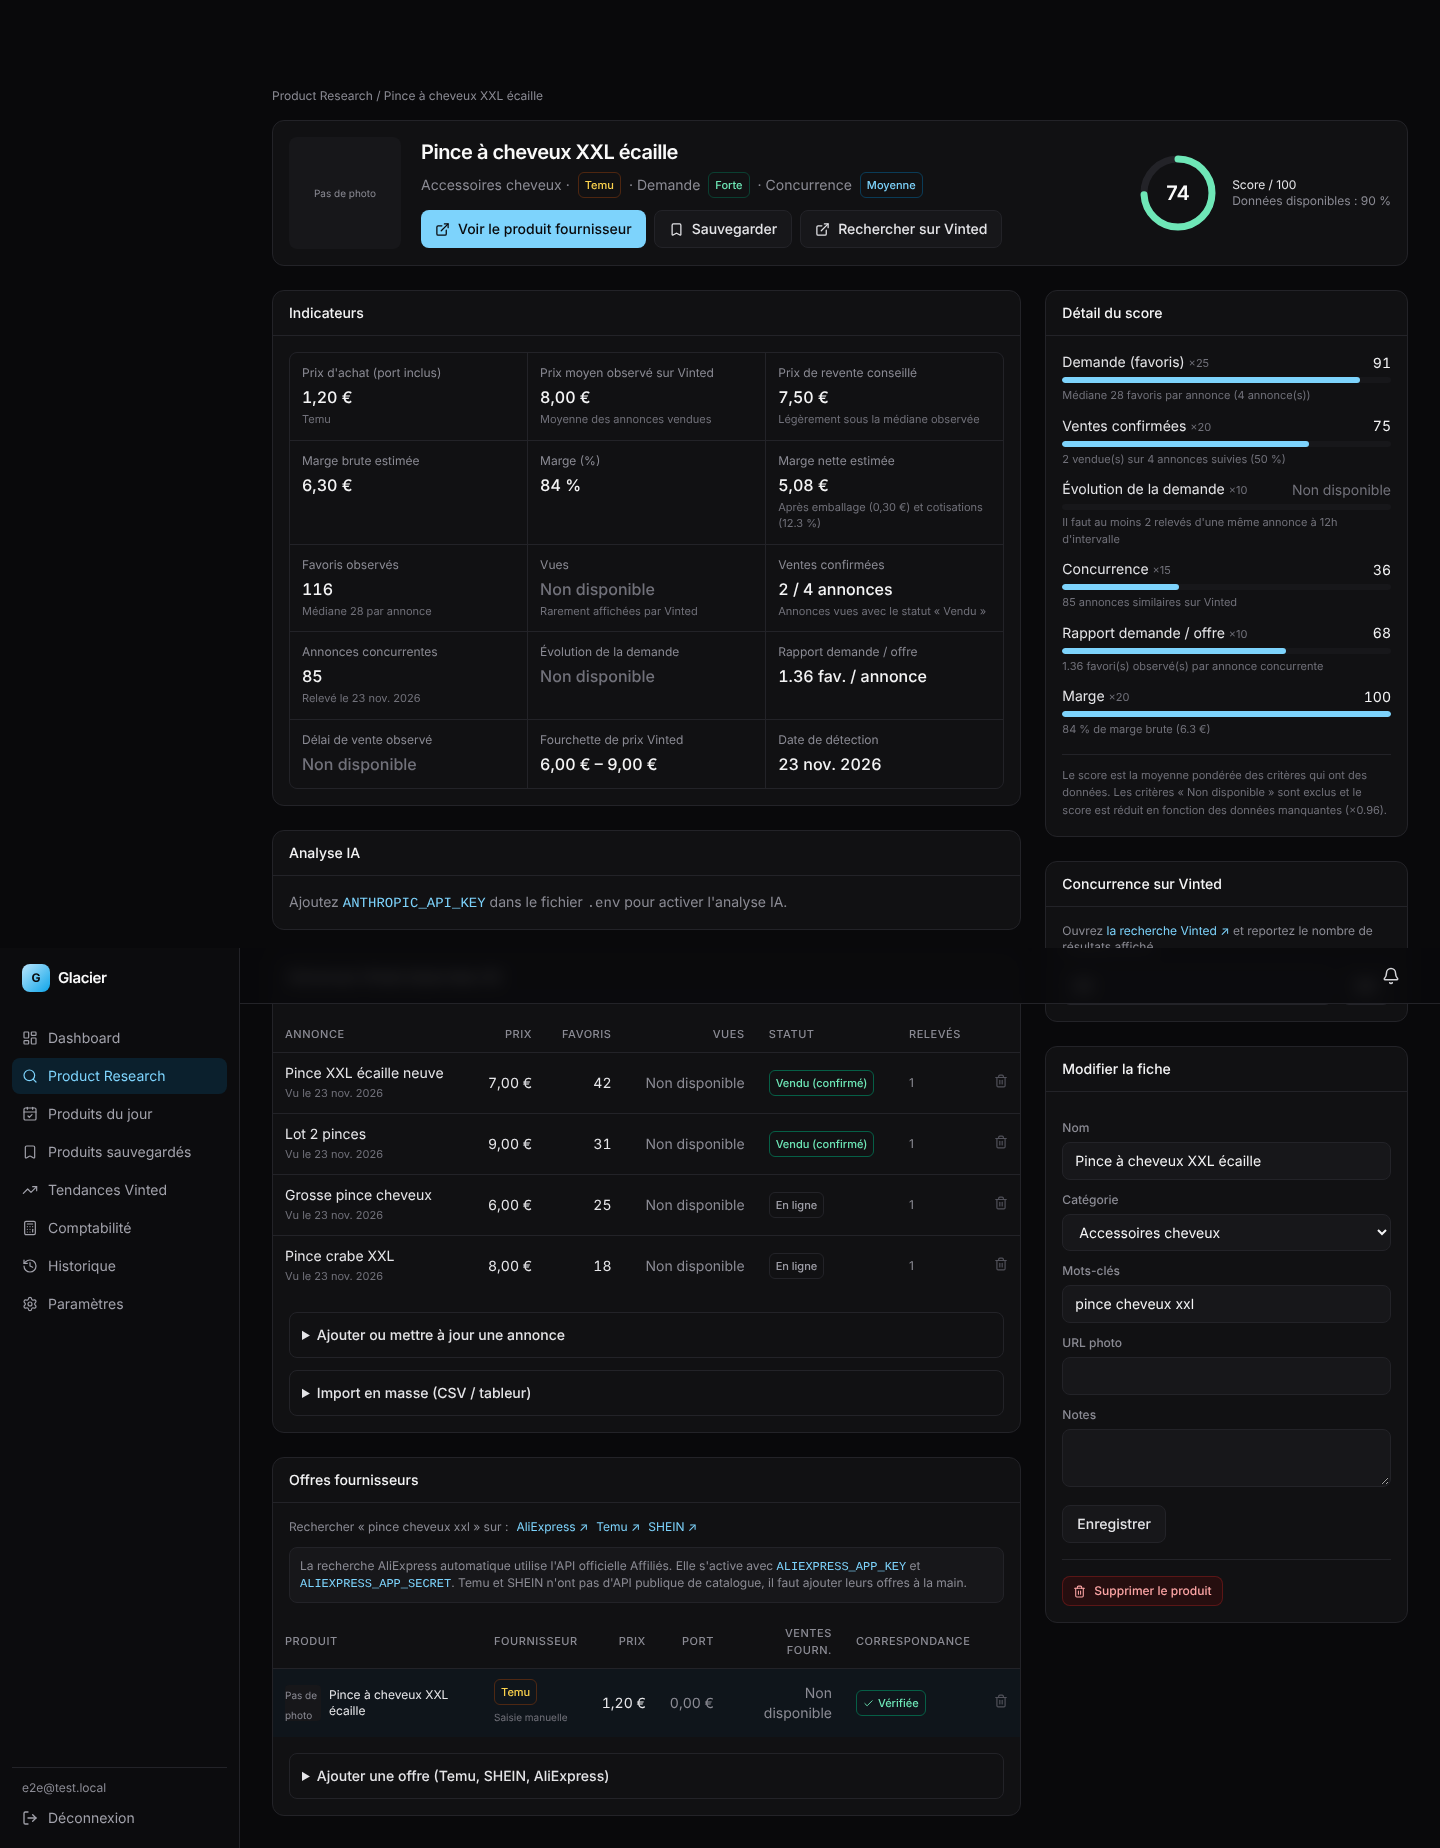 Product Research / Pince à cheveux XXL écaille
Pas de photo
Pince à cheveux XXL écaille
Accessoires cheveux · Temu · Demande Forte · Concurrence Moyenne
Voir le produit fournisseur
Sauvegarder
Rechercher sur Vinted
74
Score / 100
Données disponibles : 90 %
Indicateurs
Prix d'achat (port inclus)
1,20 €
Temu
Prix moyen observé sur Vinted
8,00 €
Moyenne des annonces vendues
Prix de revente conseillé
7,50 €
Légèrement sous la médiane observée
Marge brute estimée
6,30 €
Marge (%)
84 %
Marge nette estimée
5,08 €
Après emballage (0,30 €) et cotisations
(12.3 %)
Favoris observés
116
Médiane 28 par annonce
Vues
Non disponible
Rarement affichées par Vinted
Ventes confirmées
2 / 4 annonces
Annonces vues avec le statut « Vendu »
Annonces concurrentes
85
Relevé le 23 nov. 2026
Évolution de la demande
Non disponible
Rapport demande / offre
1.36 fav. / annonce
Délai de vente observé
Non disponible
Fourchette de prix Vinted
6,00 € – 9,00 €
Date de détection
23 nov. 2026
Détail du score
Demande (favoris) ×25 91
Médiane 28 favoris par annonce (4 annonce(s))
Ventes confirmées ×20 75
2 vendue(s) sur 4 annonces suivies (50 %)
Évolution de la demande ×10 Non disponible
Il faut au moins 2 relevés d'une même annonce à 12h
d'intervalle
Concurrence ×15 36
85 annonces similaires sur Vinted
Rapport demande / offre ×10 68
1.36 favori(s) observé(s) par annonce concurrente
Marge ×20 100
84 % de marge brute (6.3 €)
Le score est la moyenne pondérée des critères qui ont des
données. Les critères « Non disponible » sont exclus et le
score est réduit en fonction des données manquantes (×0.96).
Analyse IA
Ajoutez ANTHROPIC_API_KEY dans le fichier .env pour activer l'analyse IA.
Concurrence sur Vinted
Ouvrez la recherche Vinted ↗ et reportez le nombre de
résultats affiché
G Glacier
Dashboard
Product Research
Produits du jour
Produits sauvegardés
Tendances Vinted
Comptabilité
Historique
Paramètres
e2e@test.local
Déconnexion
ANNONCE PRIX FAVORIS VUES STATUT RELEVÉS
Pince XXL écaille neuve
Vu le 23 nov. 2026
7,00 € 42 Non disponible Vendu (confirmé) 1
Lot 2 pinces
Vu le 23 nov. 2026
9,00 € 31 Non disponible Vendu (confirmé) 1
Grosse pince cheveux
Vu le 23 nov. 2026
6,00 € 25 Non disponible En ligne 1
Pince crabe XXL
Vu le 23 nov. 2026
8,00 € 18 Non disponible En ligne 1
▶ Ajouter ou mettre à jour une annonce
▶ Import en masse (CSV / tableur)
Offres fournisseurs
Rechercher « pince cheveux xxl » sur : AliExpress ↗ Temu ↗ SHEIN ↗
La recherche AliExpress automatique utilise l'API officielle Affiliés. Elle s'active avec ALIEXPRESS_APP_KEY et
ALIEXPRESS_APP_SECRET. Temu et SHEIN n'ont pas d'API publique de catalogue, il faut ajouter leurs offres à la main.
PRODUIT FOURNISSEUR PRIX PORT VENTES
FOURN. CORRESPONDANCE
Pas de
photo
Pince à cheveux XXL
écaille
Temu
Saisie manuelle
1,20 € 0,00 € Non
disponible
✓ Vérifiée
▶ Ajouter une offre (Temu, SHEIN, AliExpress)
Modifier la fiche
Nom
Pince à cheveux XXL écaille
Catégorie
Accessoires cheveux
Mots-clés
pince cheveux xxl
URL photo
Notes
Enregistrer
Supprimer le produit